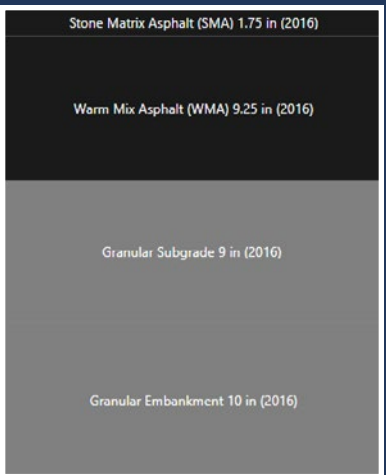 Stone Matrix Asphalt (SMA) 1.75 in (2016)
Warm Mix Asphalt (WMA) 9.25 in (2016)
Granular Subgrade 9 in (2016)
Granular Embankment 10 in (2016)